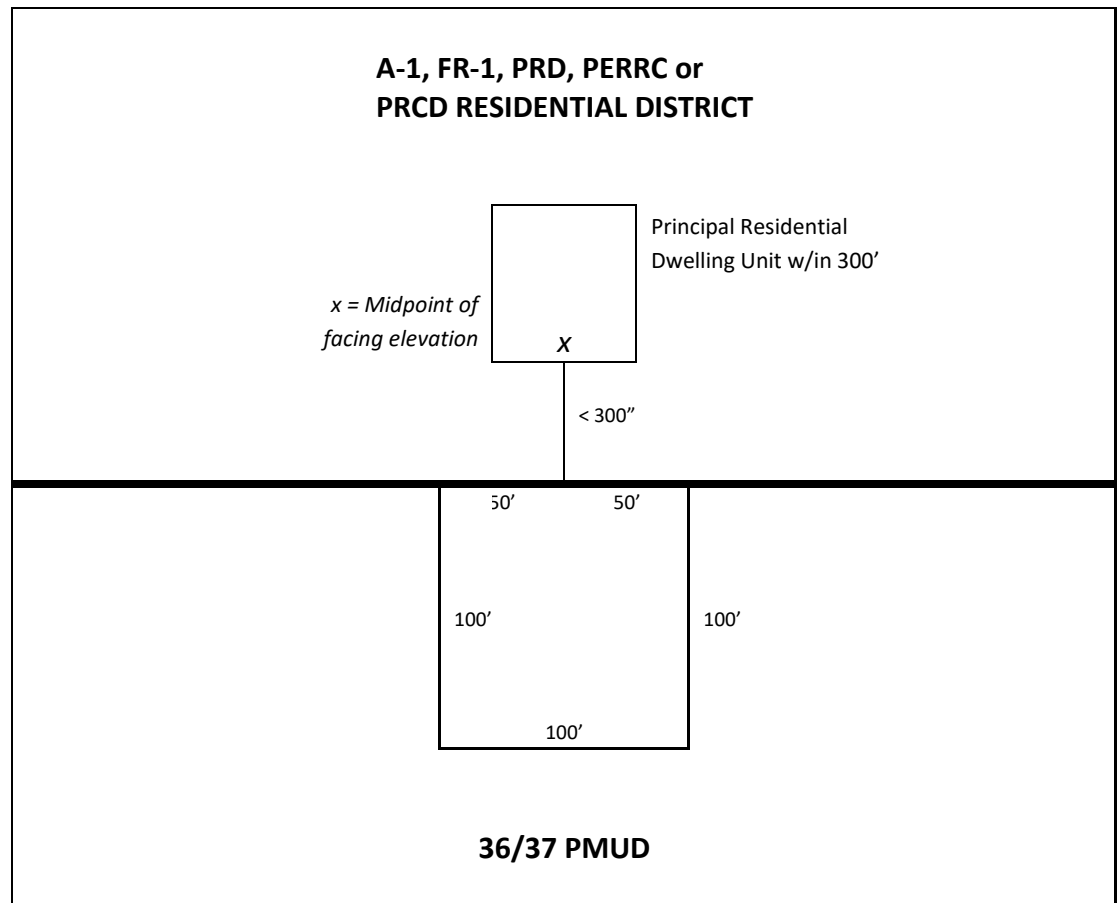 A-1, FR-1, PRD, PERRC or
PRCD RESIDENTIAL DISTRICT
Principal Residential
Dwelling Unit w/in 300’
x = Midpoint of
facing elevation
x
< 300”
50’ 50’
100’ 100’
100’
36/37 PMUD